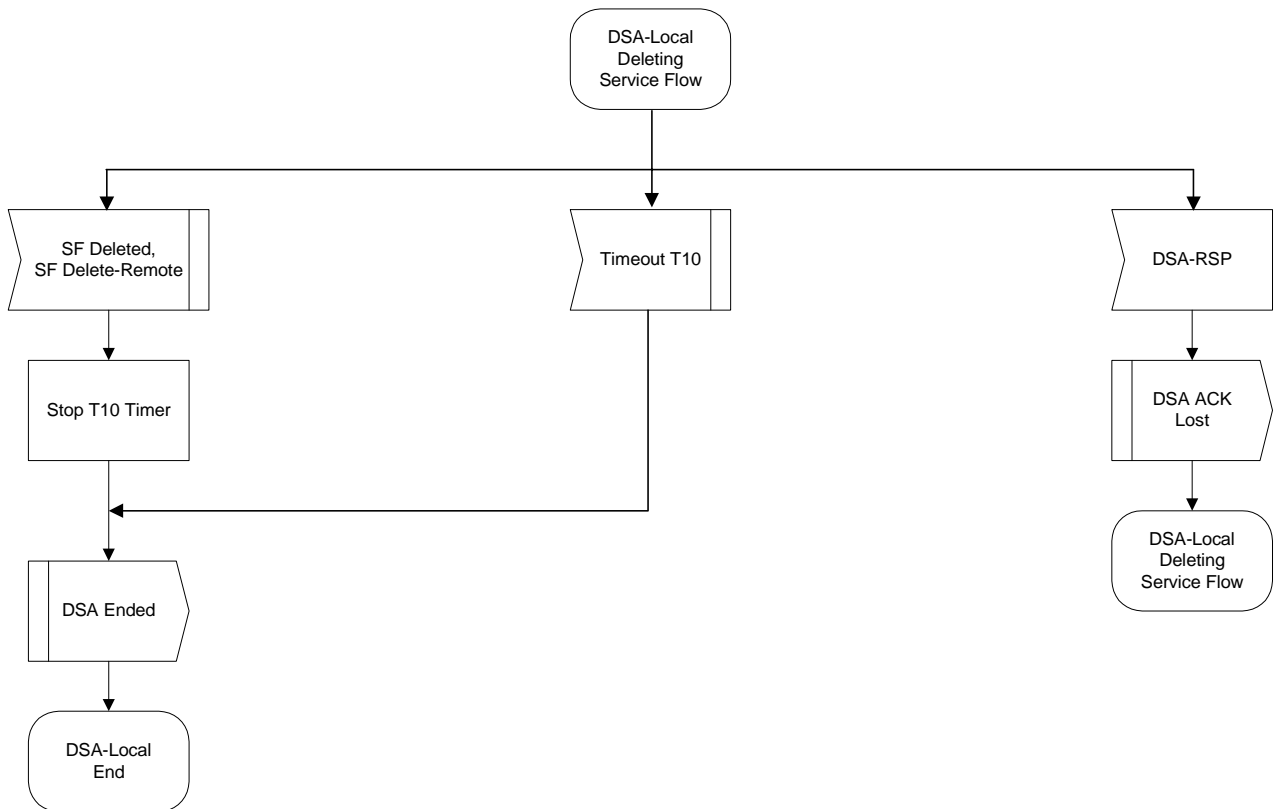 DSA-Local
Deleting
Service Flow
SF Deleted,
SF Delete-Remote
Timeout T10
DSA-RSP
Stop T10 Timer
DSA ACK
Lost
DSA-Local
Deleting
Service Flow
DSA Ended
DSA-Local
End